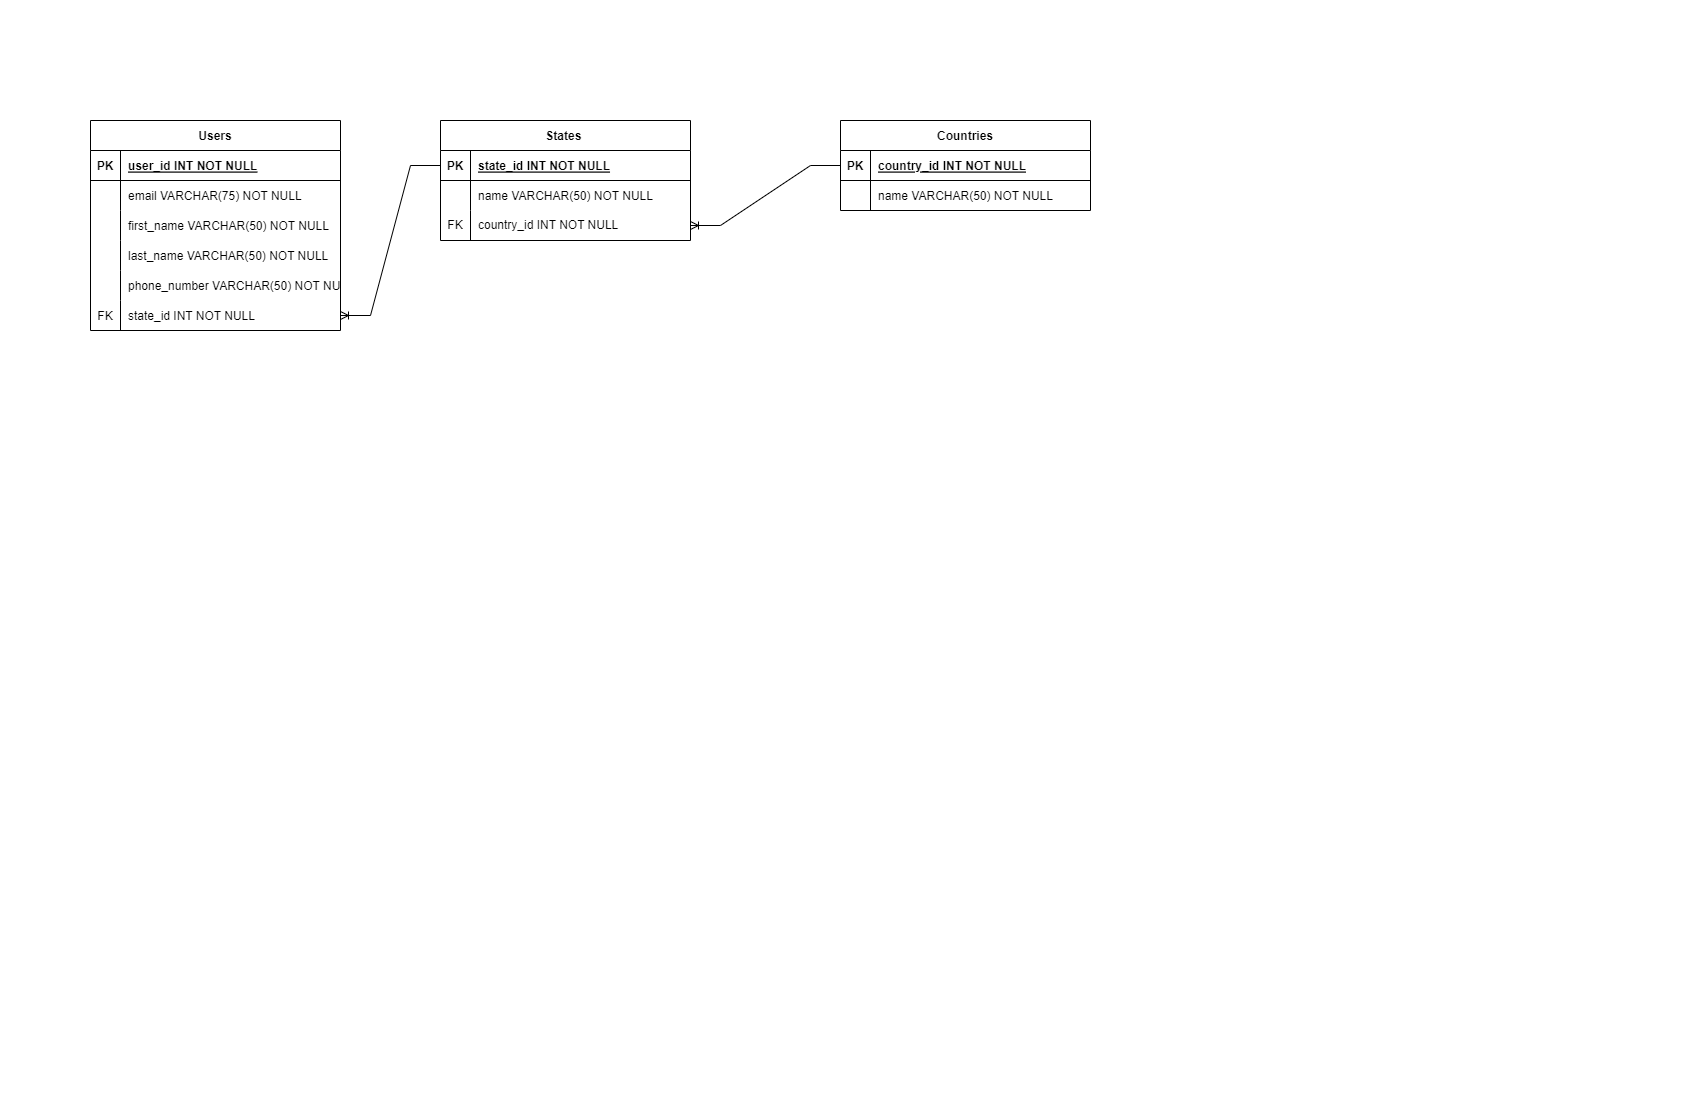 Users
PK user_id INT NOT NULL
email VARCHAR(75) NOT NULL
first_name VARCHAR(50) NOT NULL
last_name VARCHAR(50) NOT NULL
phone_number VARCHAR(50) NOT NU
FK state_id INT NOT NULL
States
PK state_id INT NOT NULL
name VARCHAR(50) NOT NULL
FK country_id INT NOT NULL
Countries
PK country_id INT NOT NULL
name VARCHAR(50) NOT NULL